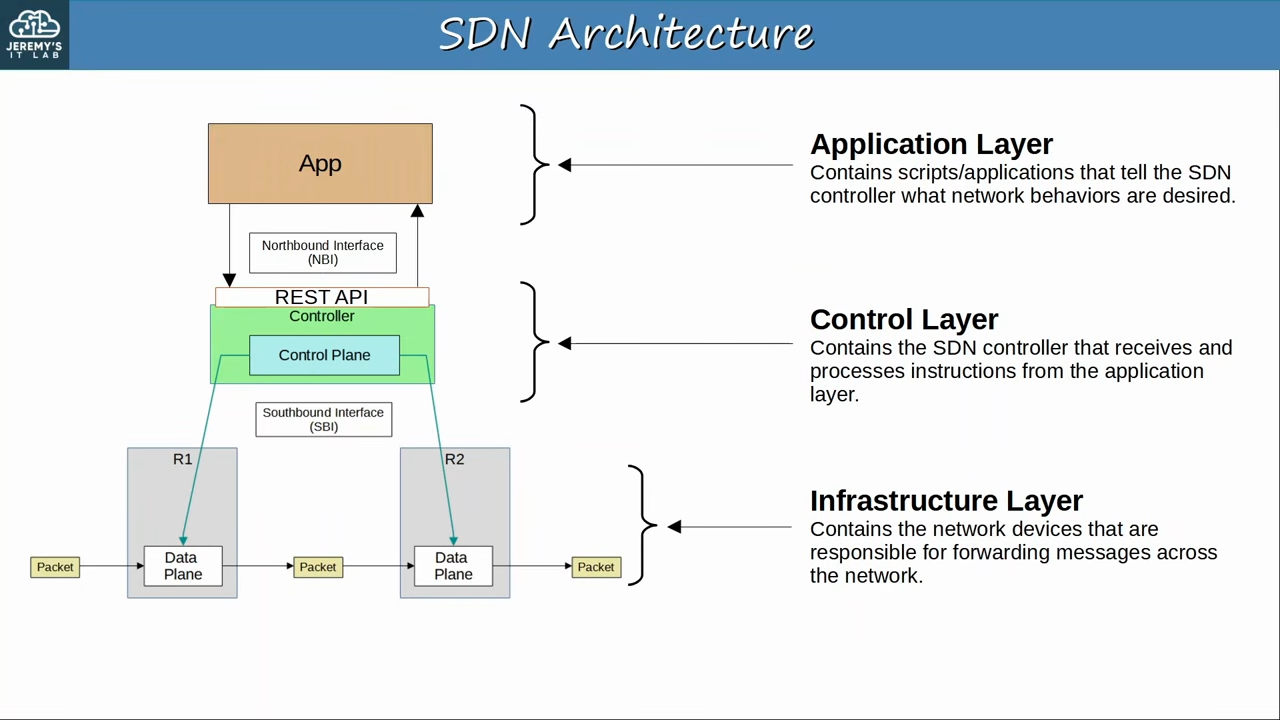 JEREMY'S
IT LAB
SDN Architecture
App
Northbound Interface
(NBI)
REST API
Controller
Control Plane
Southbound Interface
(SBI)
R1
R2
Packet
Data
Plane
Packet
Data
Plane
Packet
Application Layer
Contains scripts/applications that tell the SDN
controller what network behaviors are desired.
Control Layer
Contains the SDN controller that receives and
processes instructions from the application
layer.
Infrastructure Layer
Contains the network devices that are
responsible for forwarding messages across
the network.